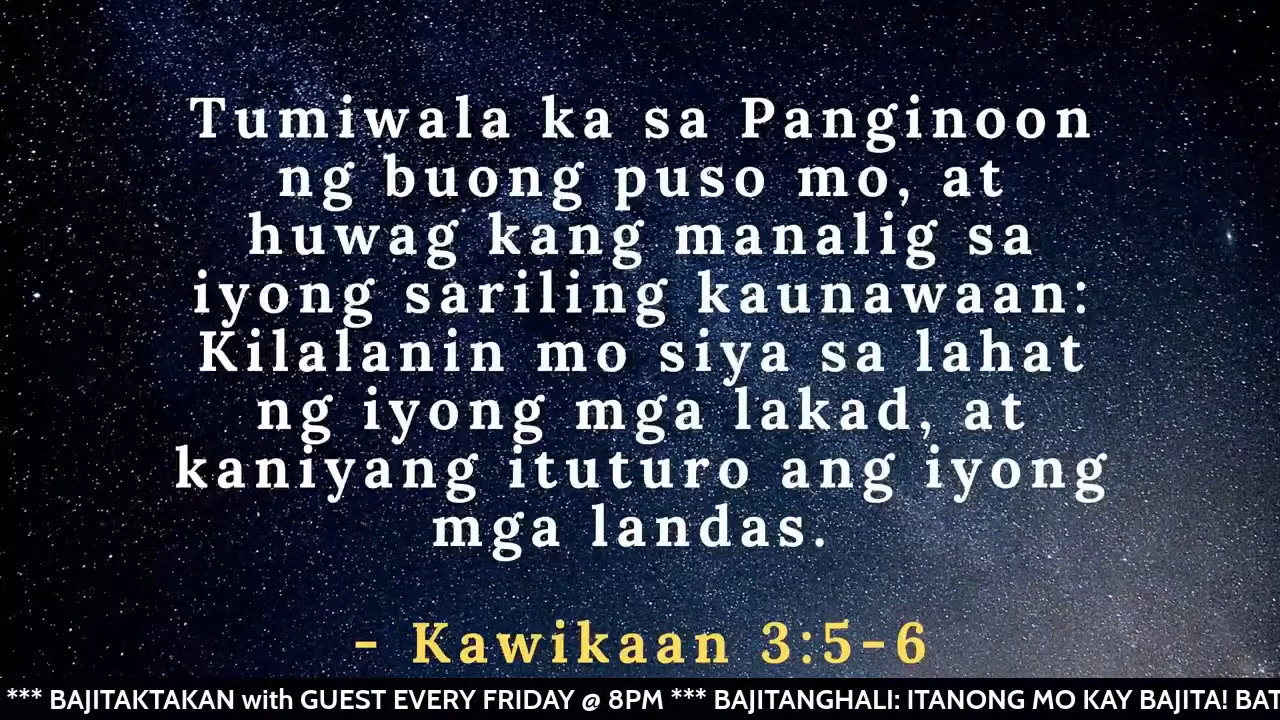 Tumiwala ka sa Panginoon
ng buong puso mo, at
huwag kang manalig sa
iyong sariling kaunawaan:
Kilalanin mo siya sa lahat
ng iyong mga lakad, at
kaniyang ituturo ang iyong
mga landas.
- Kawikaan 3:5-6
*** BAJITAKTAKAN with GUEST EVERY FRIDAY @ 8PM *** BAJITANGHALI: ITANONG MO KAY BAJITA! BAT